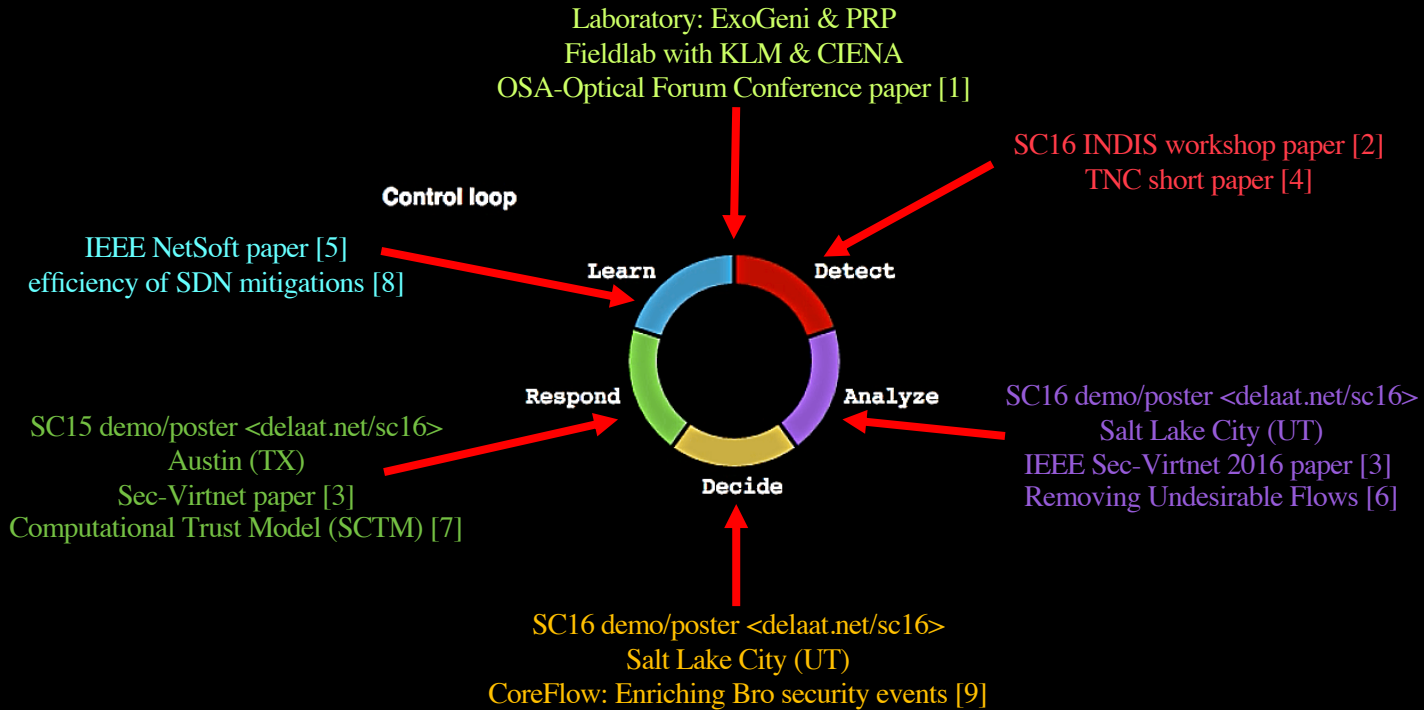 Laboratory: ExoGeni & PRP
Fieldlab with KLM & CIENA
OSA-Optical Forum Conference paper [1]
SC16 INDIS workshop paper [2]
TNC short paper [4]
Control loop
IEEE NetSoft paper [5]
efficiency of SDN mitigations [8]
Learn
Detect
Respond
Analyze
Decide
SC15 demo/poster <delaat.net/sc16>
Austin (TX)
Sec-Virtnet paper [3]
Computational Trust Model (SCTM) [7]
SC16 demo/poster <delaat.net/sc16>
Salt Lake City (UT)
IEEE Sec-Virtnet 2016 paper [3]
Removing Undesirable Flows [6]
SC16 demo/poster <delaat.net/sc16>
Salt Lake City (UT)
CoreFlow: Enriching Bro security events [9]